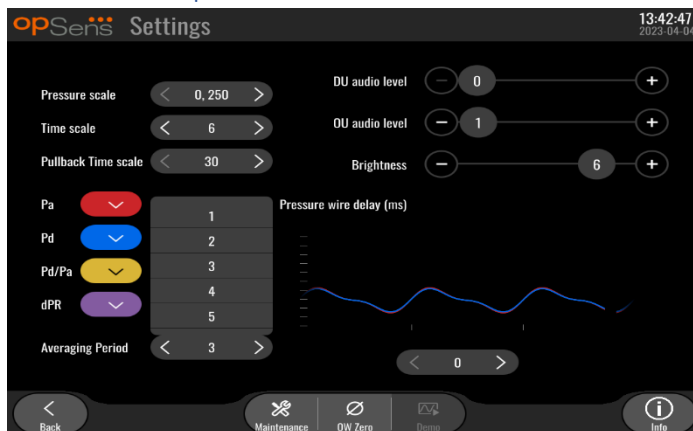 opSens Settings
13:42:47
2023-04-04
Pressure scale 0, 250
Time scale 6
Pullback Time scale 30
DU audio level 0
OU audio level 1
Brightness 6
Pa
Pd
Pd/Pa
dPR
1
2
3
4
5
Averaging Period 3
Pressure wire delay (ms)
0
Back
Maintenance
OW Zero
Demo
Info